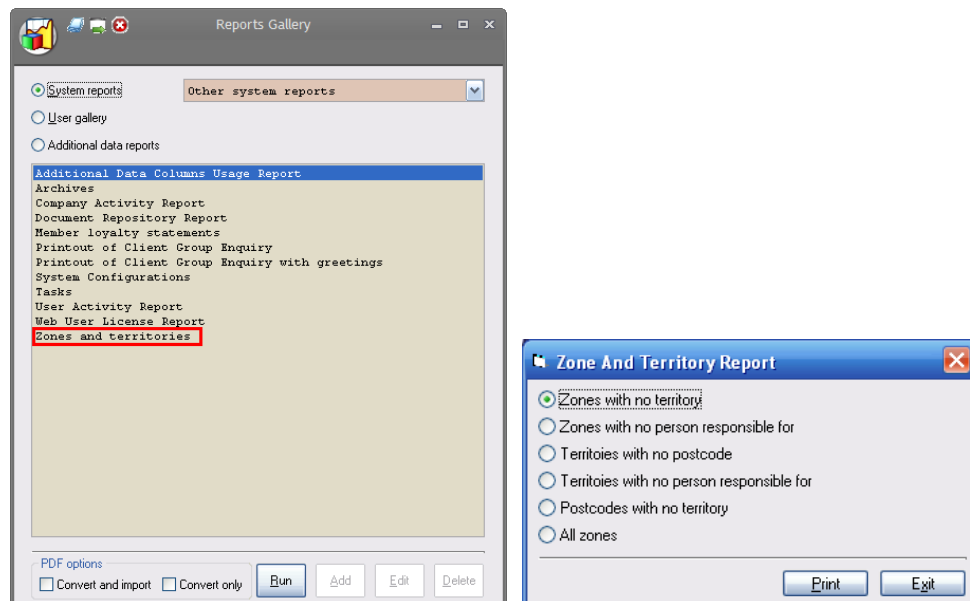 Reports Gallery
System reports
Other system reports
User gallery
Additional data reports
Additional Data Columns Usage Report
Archives
Company Activity Report
Document Repository Report
Member loyalty statements
Printout of Client Group Enquiry
Printout of Client Group Enquiry with greetings
System Configurations
Tasks
User Activity Report
Web User License Report
Zones and territories
PDF options
Convert and import
Convert only
Run
Add
Edit
Delete
Zone And Territory Report
Zones with no territory
Zones with no person responsible for
Territoies with no postcode
Territoies with no person responsible for
Postcodes with no territory
All zones
Print
Exit